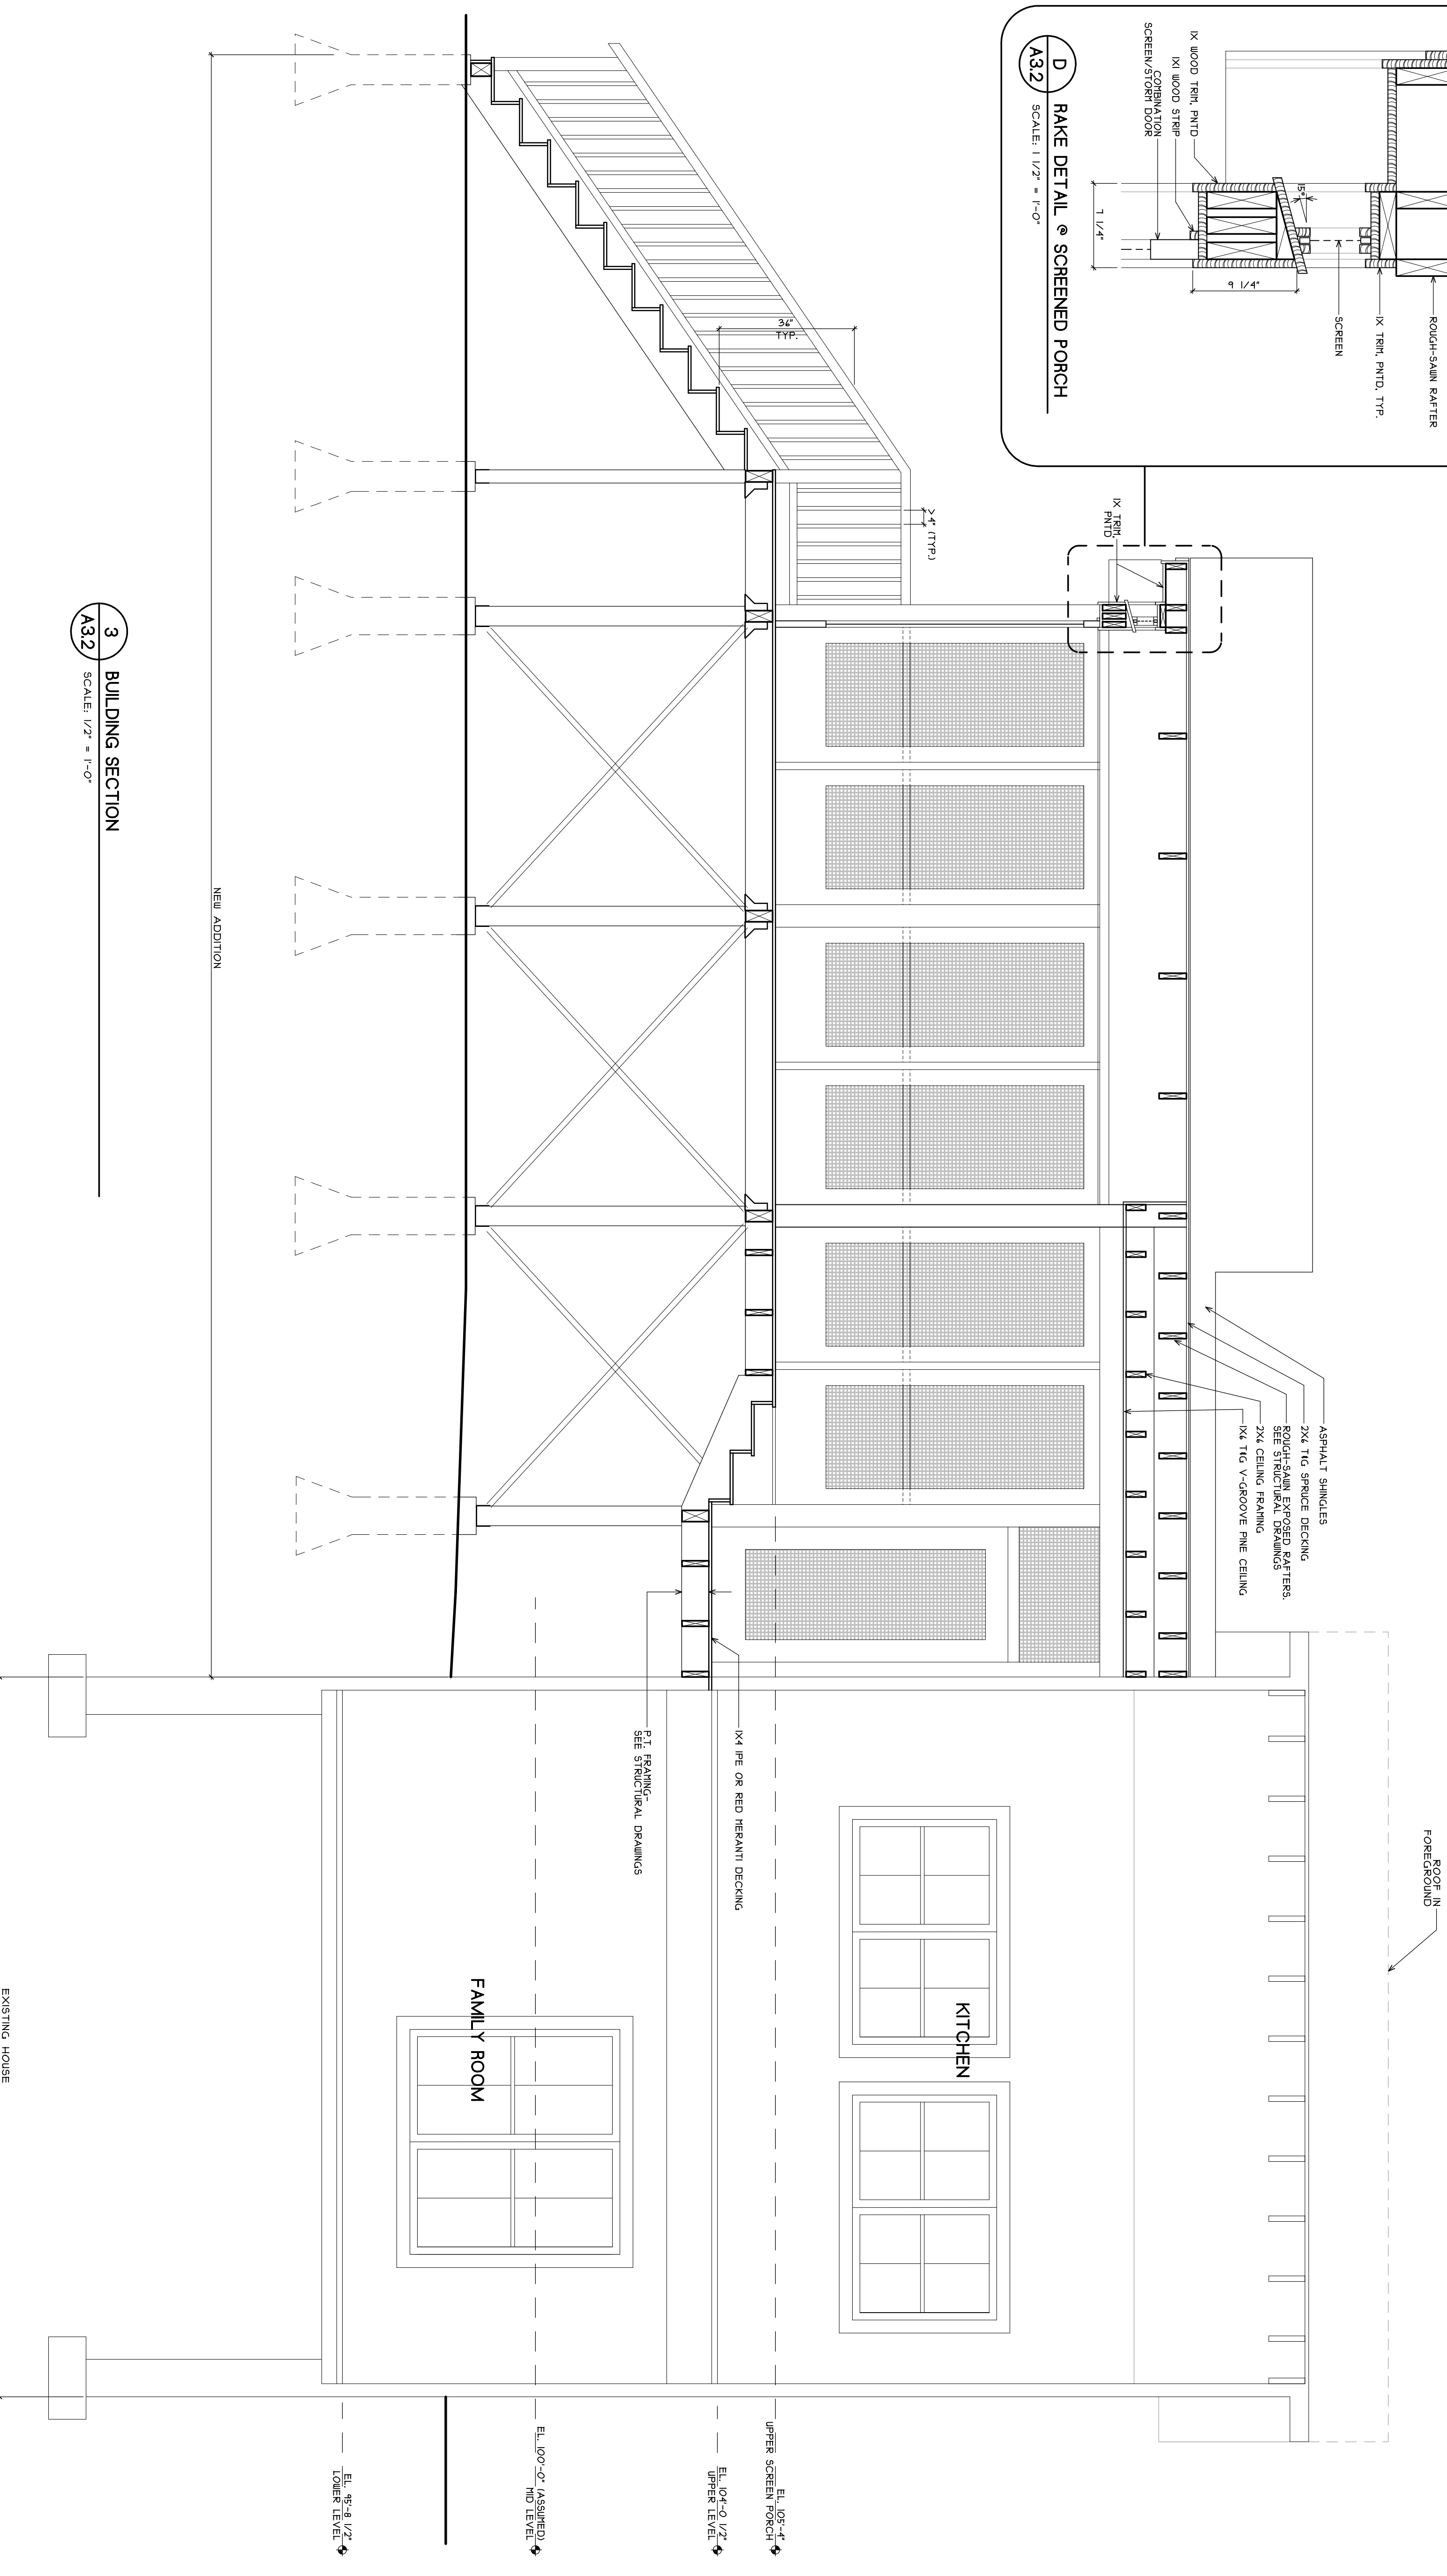 ROUGH-SAWN RAFTER
1X TRIM, PNTD, TYP.
SCREEN
15°
9 1/4"
7 1/4"
1X WOOD TRIM, PNTD
1X1 WOOD STRIP
COMBINATION
SCREEN/STORM DOOR
D
A3.2
RAKE DETAIL @ SCREENED PORCH
SCALE: 1 1/2" = 1'-0"
ROOF IN
FOREGROUND
ASPHALT SHINGLES
2X6 T&G SPRUCE DECKING
ROUGH-SAWN EXPOSED RAFTERS.
SEE STRUCTURAL DRAWINGS
2X6 CEILING FRAMING
1X6 T&G V-GROOVE PINE CEILING
1X TRIM,
PNTD
> 4" (TYP.)
36"
TYP.
KITCHEN
EL. 105'-4"
UPPER SCREEN PORCH
1X4 IPE OR RED MERANTI DECKING
EL. 104'-0 1/2"
UPPER LEVEL
P.T. FRAMING-
SEE STRUCTURAL DRAWINGS
EL. 100'-0" (ASSUMED)
MID LEVEL
FAMILY ROOM
EL. 95'-8 1/2"
LOWER LEVEL
NEW ADDITION
EXISTING HOUSE
3
A3.2
BUILDING SECTION
SCALE: 1/2" = 1'-0"